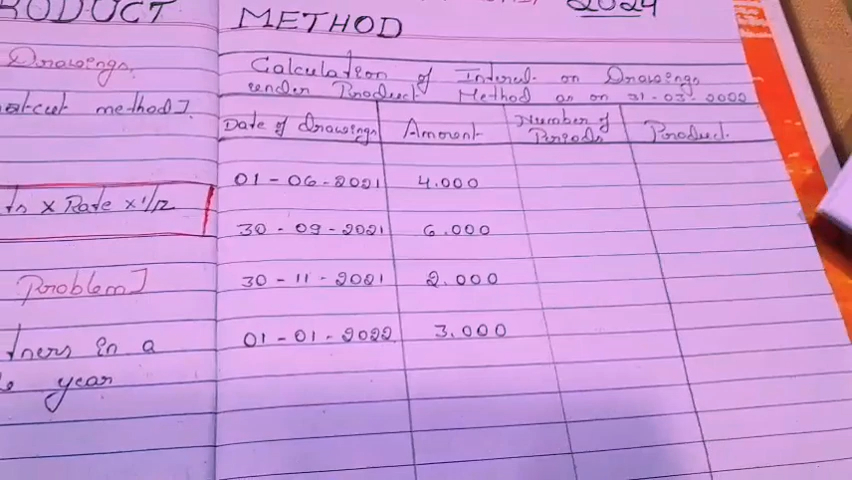 PRODUCT METHOD 2024
Drawings
method].
ts x Rate x 1/12
Problem]
tners in a
year
Calculation of Interest on Drawings
under Product Method as on 31-03-2022
Date of drawings Amount Number of Periods Product
01-06-2021 4.000
30-09-2021 6.000
30-11-2021 2.000
01-01-2022 3.000